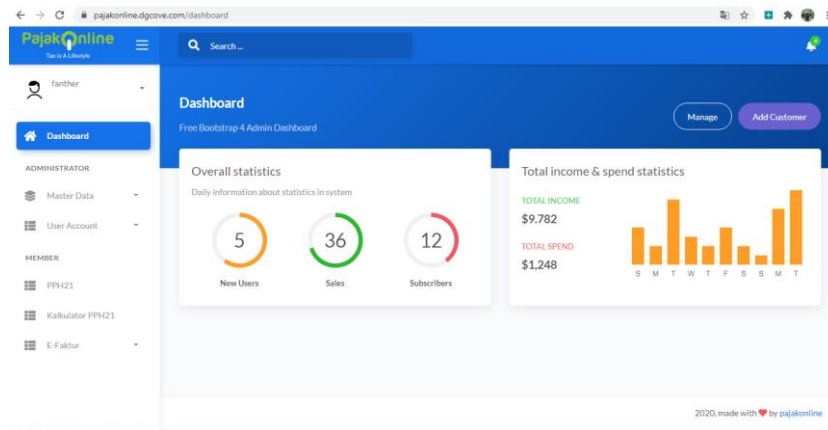 pajakonline.dgcove.com/dashboard
PajakOnline
Tax is A Lifestyle
Search ...
4
fanther
Dashboard
ADMINISTRATOR
Master Data
User Account
MEMBER
PPH21
Kalkulator PPH21
E-Faktur
Dashboard
Free Bootstrap 4 Admin Dashboard
Manage
Add Customer
Overall statistics
Daily information about statistics in system
5
36
12
New Users
Sales
Subscribers
Total income & spend statistics
TOTAL INCOME
$9.782
TOTAL SPEND
$1,248
S M T W T F S S M T
2020, made with ❤ by pajakonline